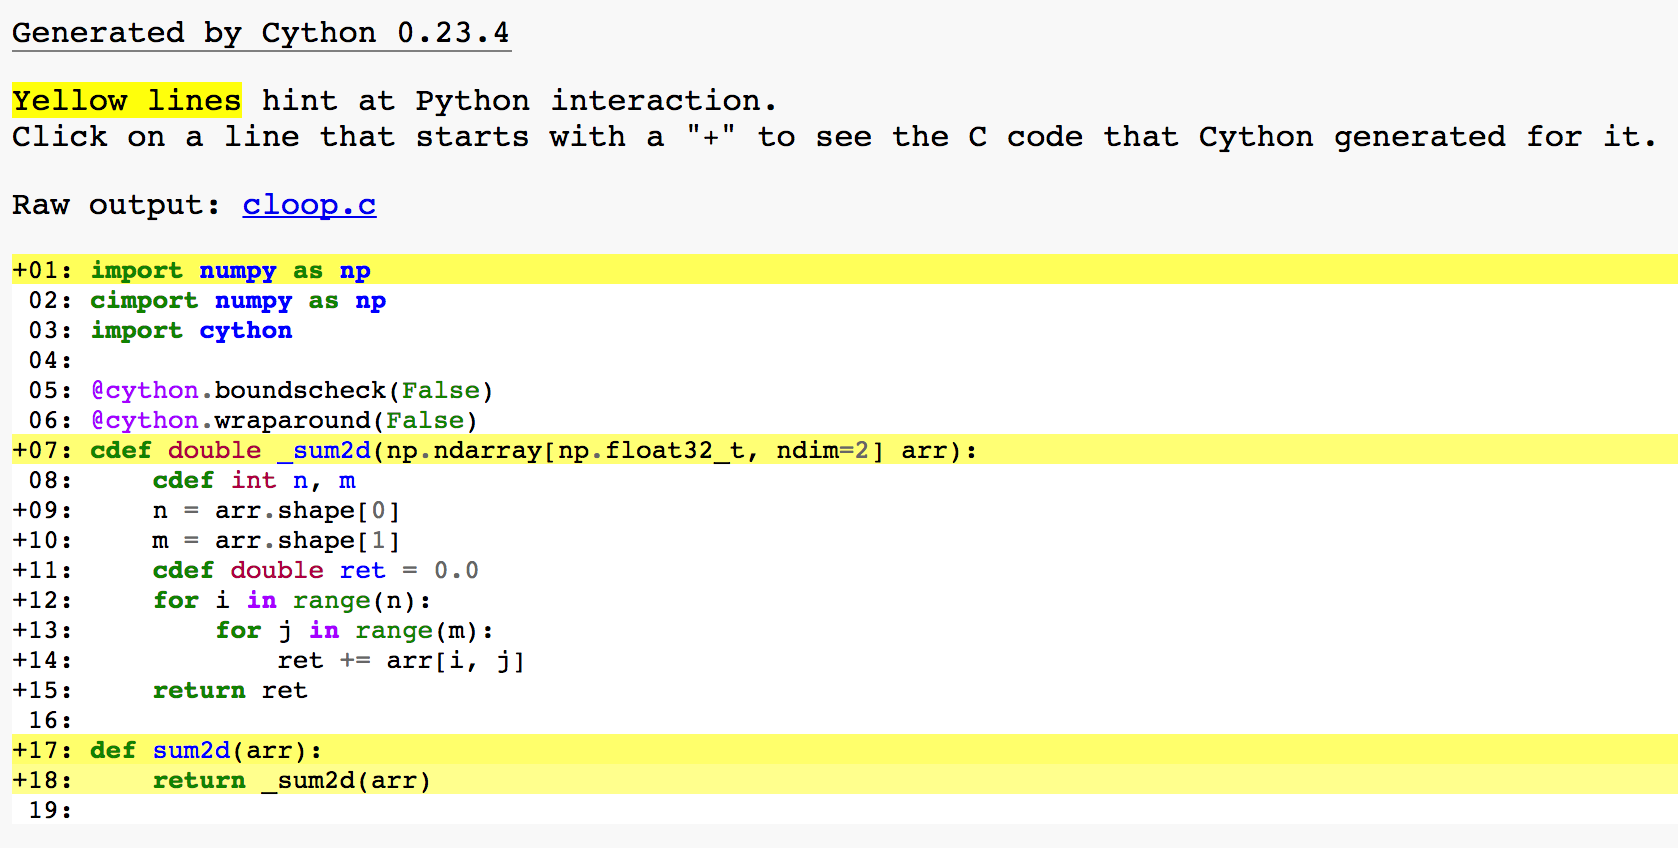 Generated by Cython 0.23.4
Yellow lines hint at Python interaction.
Click on a line that starts with a "+" to see the C code that Cython generated for it.
Raw output: cloop.c
+01: import numpy as np
 02: cimport numpy as np
 03: import cython
 04:
 05: @cython.boundscheck(False)
 06: @cython.wraparound(False)
+07: cdef double _sum2d(np.ndarray[np.float32_t, ndim=2] arr):
 08:     cdef int n, m
+09:     n = arr.shape[0]
+10:     m = arr.shape[1]
+11:     cdef double ret = 0.0
+12:     for i in range(n):
+13:         for j in range(m):
+14:             ret += arr[i, j]
+15:     return ret
 16:
+17: def sum2d(arr):
+18:     return _sum2d(arr)
 19: